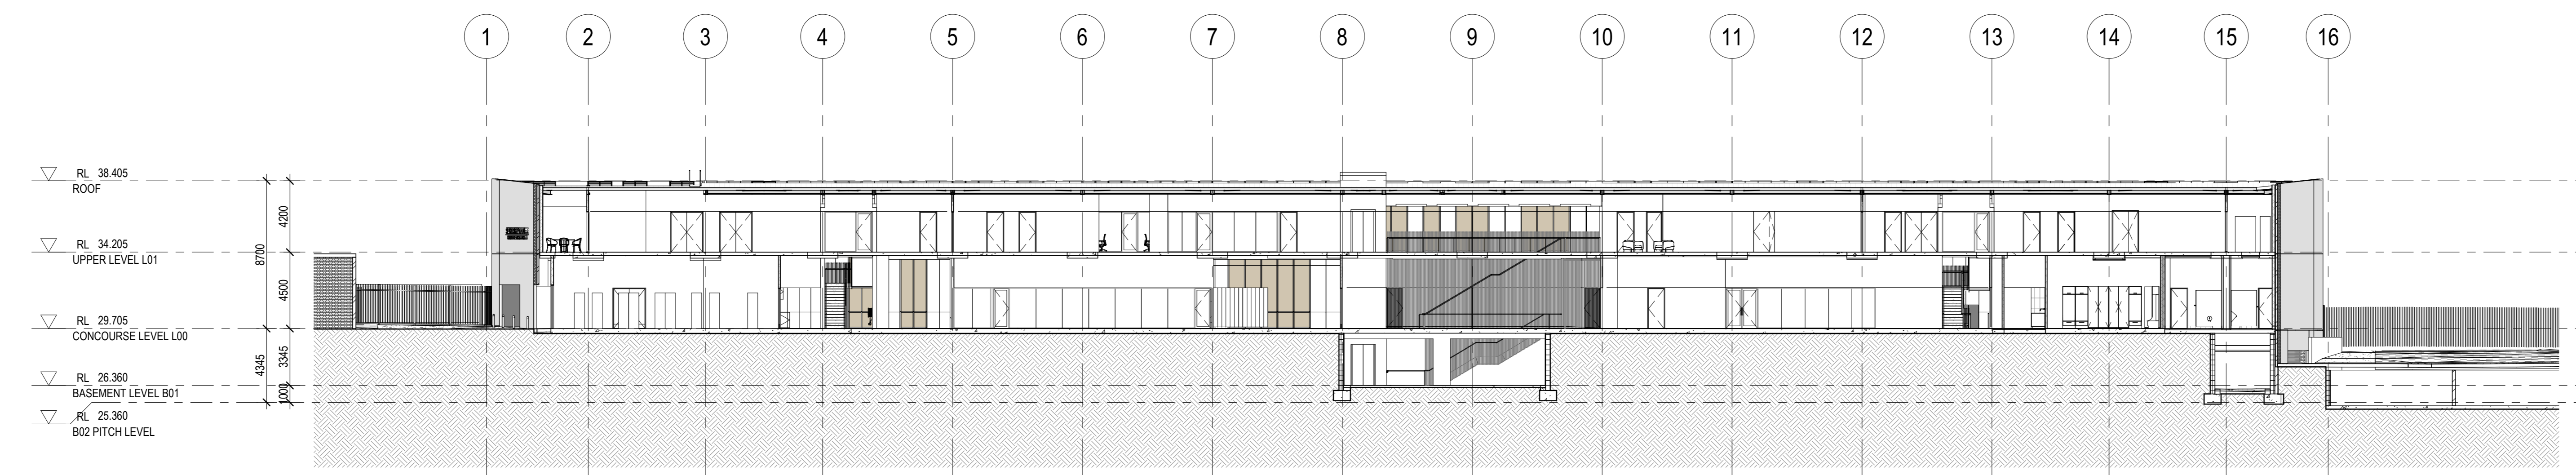 1 2 3 4 5 6 7 8 9 10 11 12 13 14 15 16
RL 38.405
ROOF
4200
RL 34.205
UPPER LEVEL L01
8700
4500
RL 29.705
CONCOURSE LEVEL L00
4345
3345
RL 26.360
BASEMENT LEVEL B01
1000
RL 25.360
B02 PITCH LEVEL